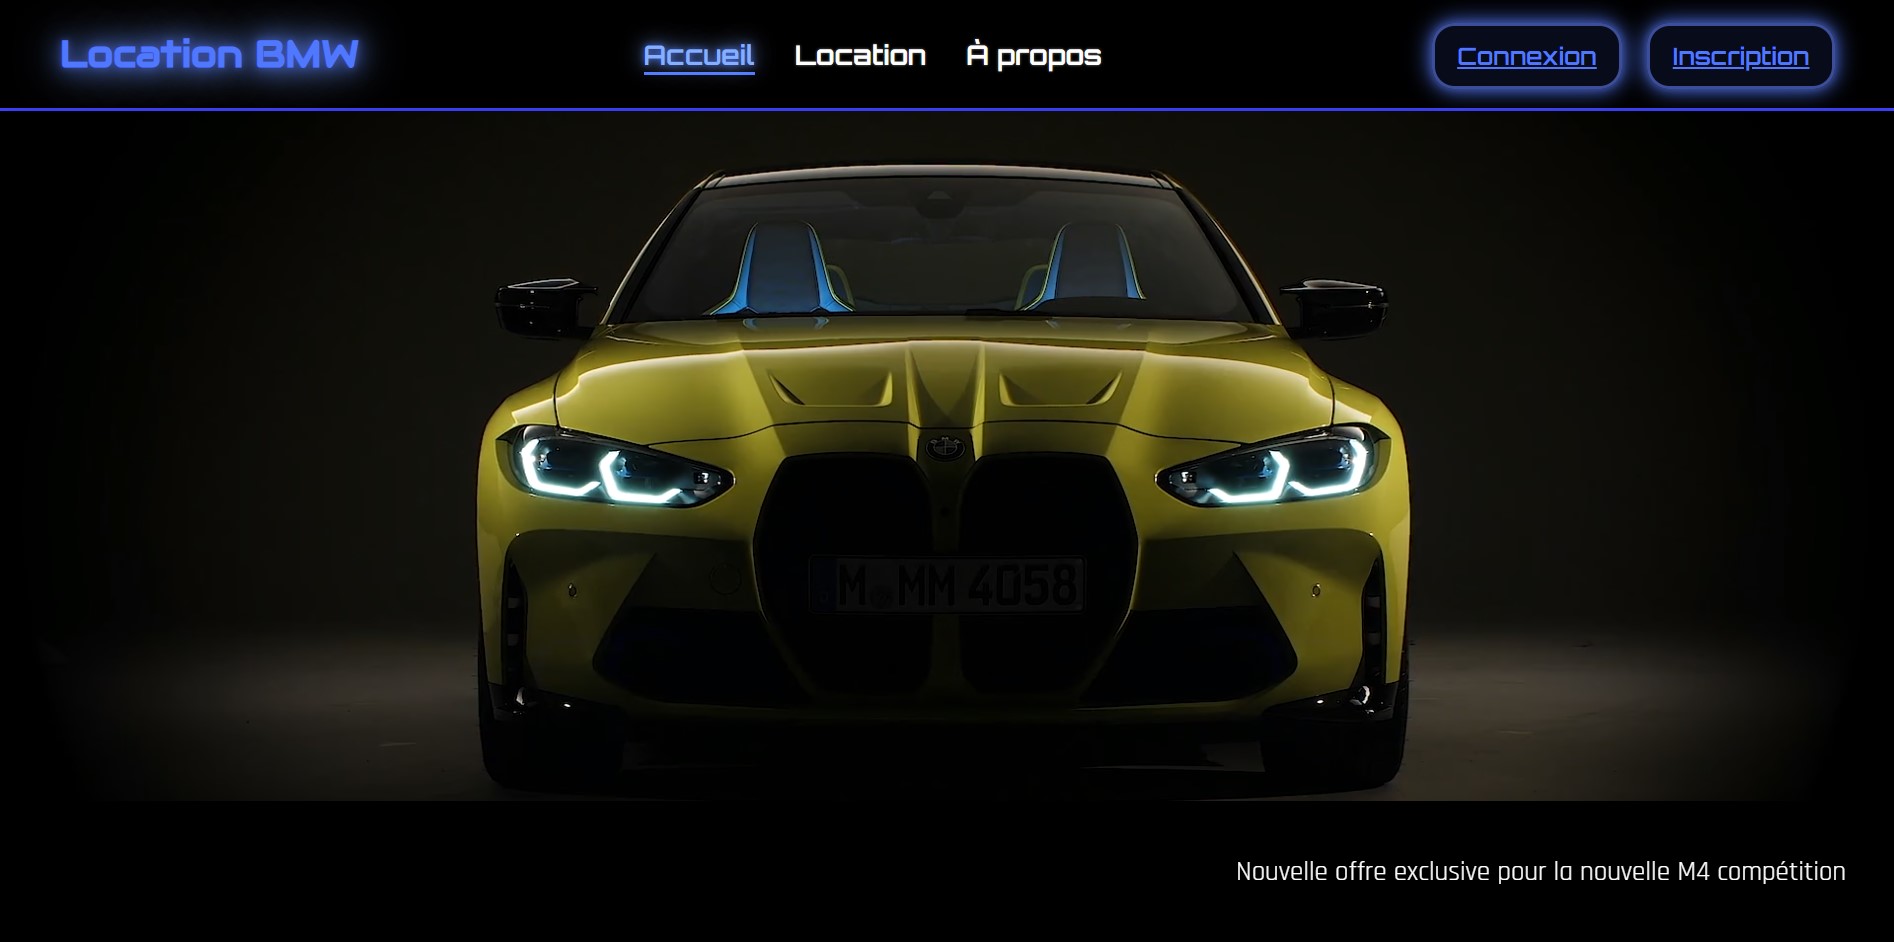 Location BMW
Accueil Location À propos
Connexion Inscription
M MM 4058
Nouvelle offre exclusive pour la nouvelle M4 compétition